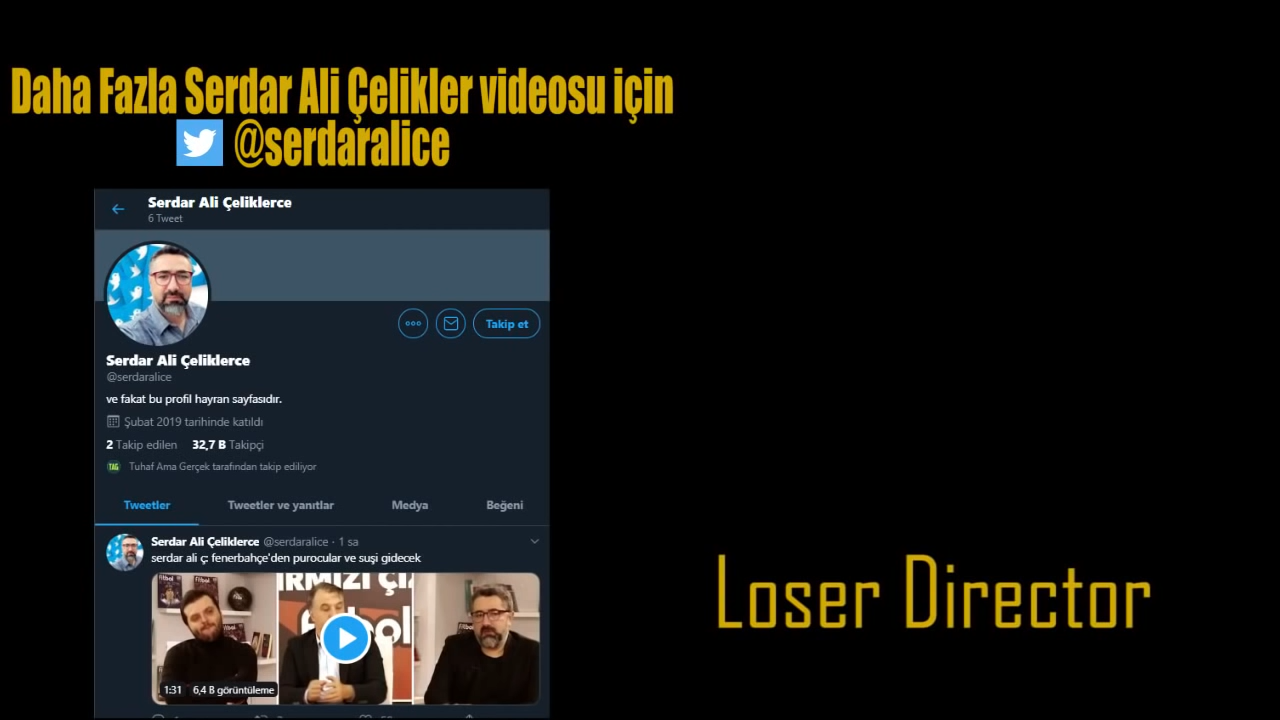 Daha Fazla Serdar Ali Çelikler videosu için
@serdaralice
Serdar Ali Çeliklerce
6 Tweet
Takip et
Serdar Ali Çeliklerce
@serdaralice
ve fakat bu profil hayran sayfasıdır.
Şubat 2019 tarihinde katıldı
2 Takip edilen 32,7 B Takipçi
TAG Tuhaf Ama Gerçek tarafından takip ediliyor
Tweetler Tweetler ve yanıtlar Medya Beğeni
Serdar Ali Çeliklerce @serdaralice · 1 sa
serdar ali ç: fenerbahçe'den purocular ve suşi gidecek
1:31 6,4 B görüntüleme
Loser Director